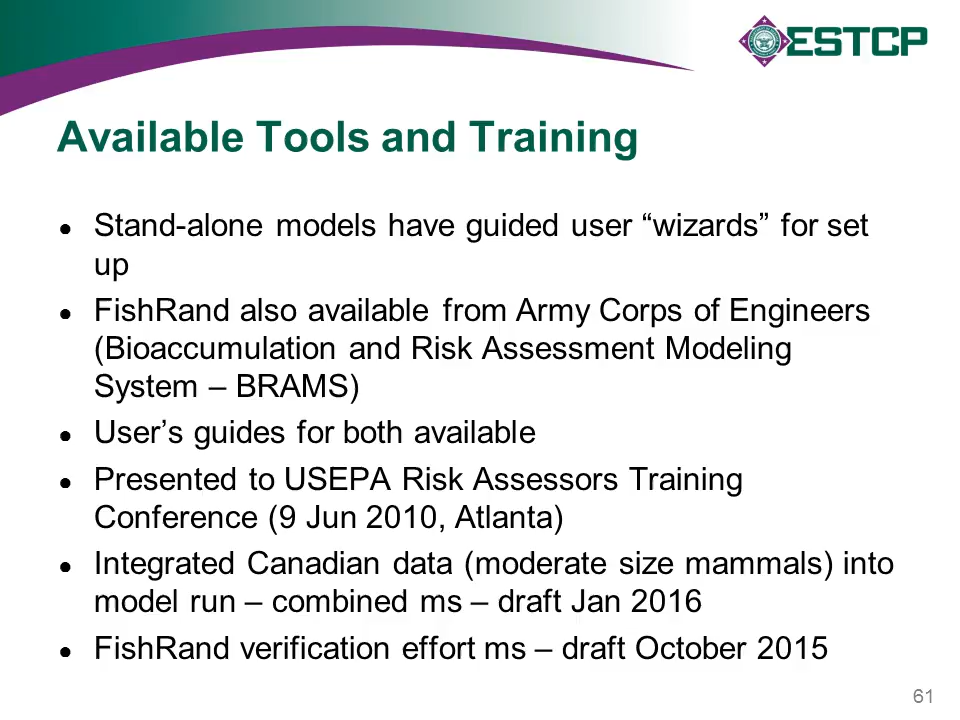 ESTCP
Available Tools and Training
● Stand-alone models have guided user “wizards” for set
up
● FishRand also available from Army Corps of Engineers
(Bioaccumulation and Risk Assessment Modeling
System – BRAMS)
● User’s guides for both available
● Presented to USEPA Risk Assessors Training
Conference (9 Jun 2010, Atlanta)
● Integrated Canadian data (moderate size mammals) into
model run – combined ms – draft Jan 2016
● FishRand verification effort ms – draft October 2015
61